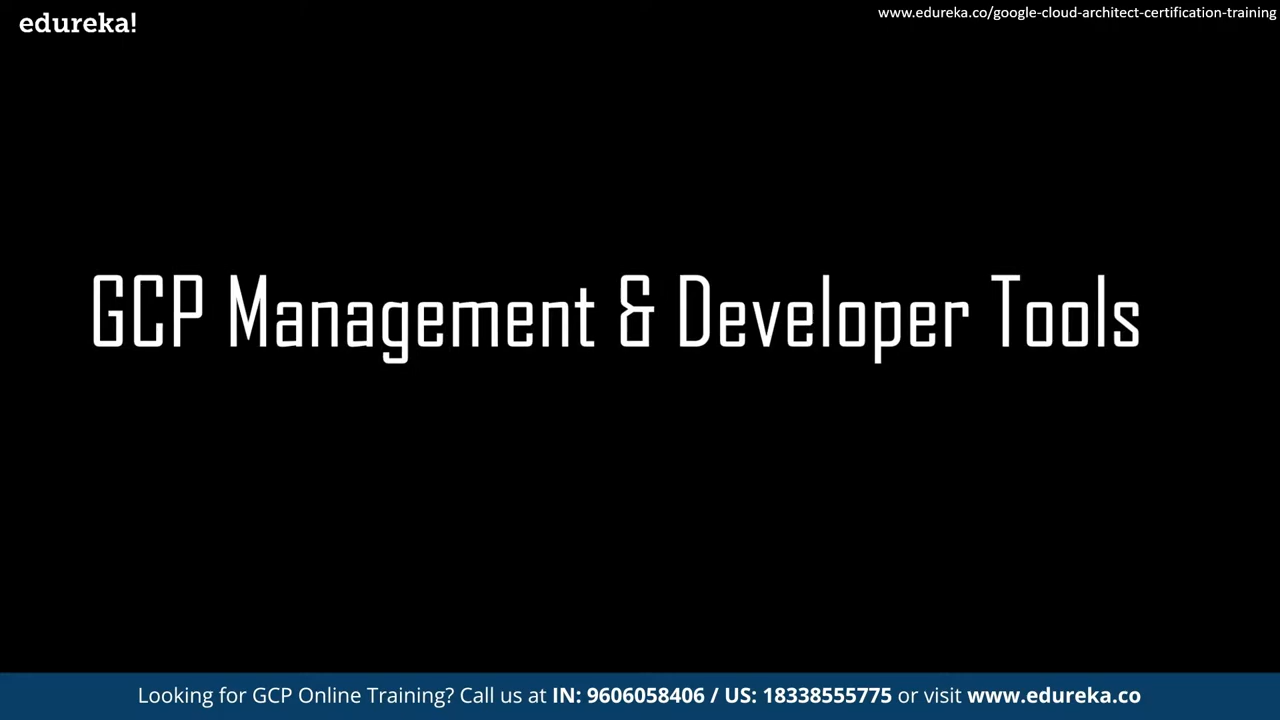 edureka!
www.edureka.co/google-cloud-architect-certification-training
GCP Management & Developer Tools
Looking for GCP Online Training? Call us at IN: 9606058406 / US: 18338555775 or visit www.edureka.co